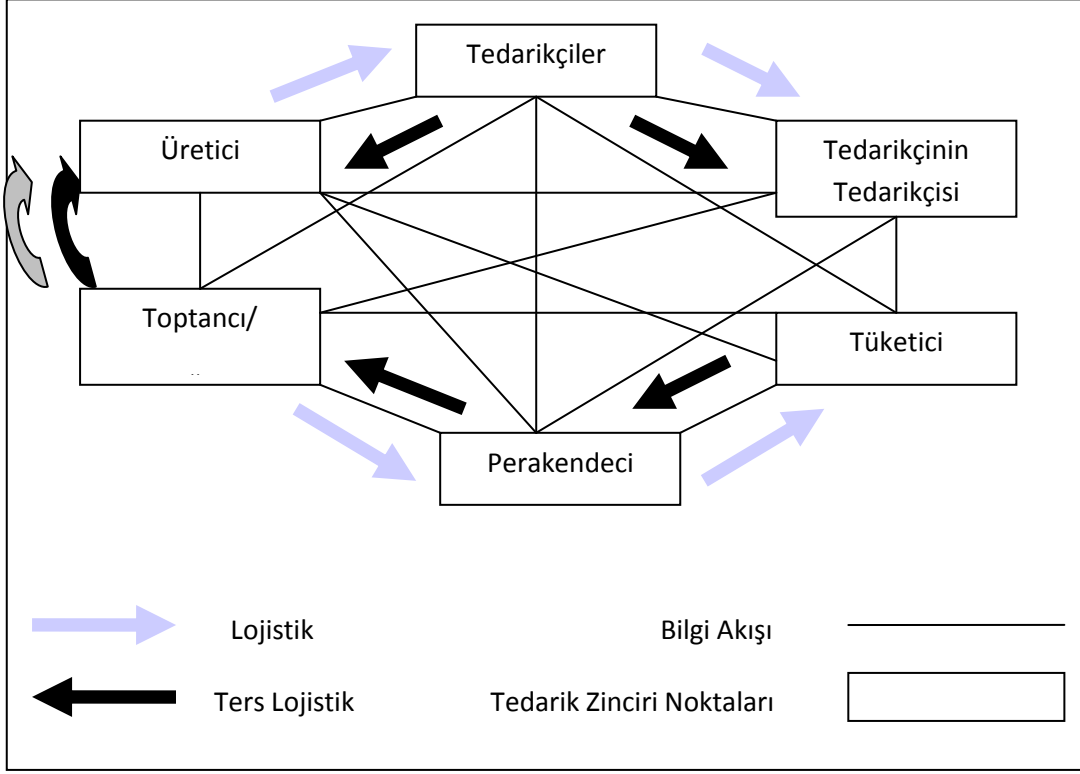 Tedarikçiler
Üretici
Tedarikçinin
Tedarikçisi
Toptancı/
Tüketici
Perakendeci
Lojistik
Bilgi Akışı
Ters Lojistik
Tedarik Zinciri Noktaları